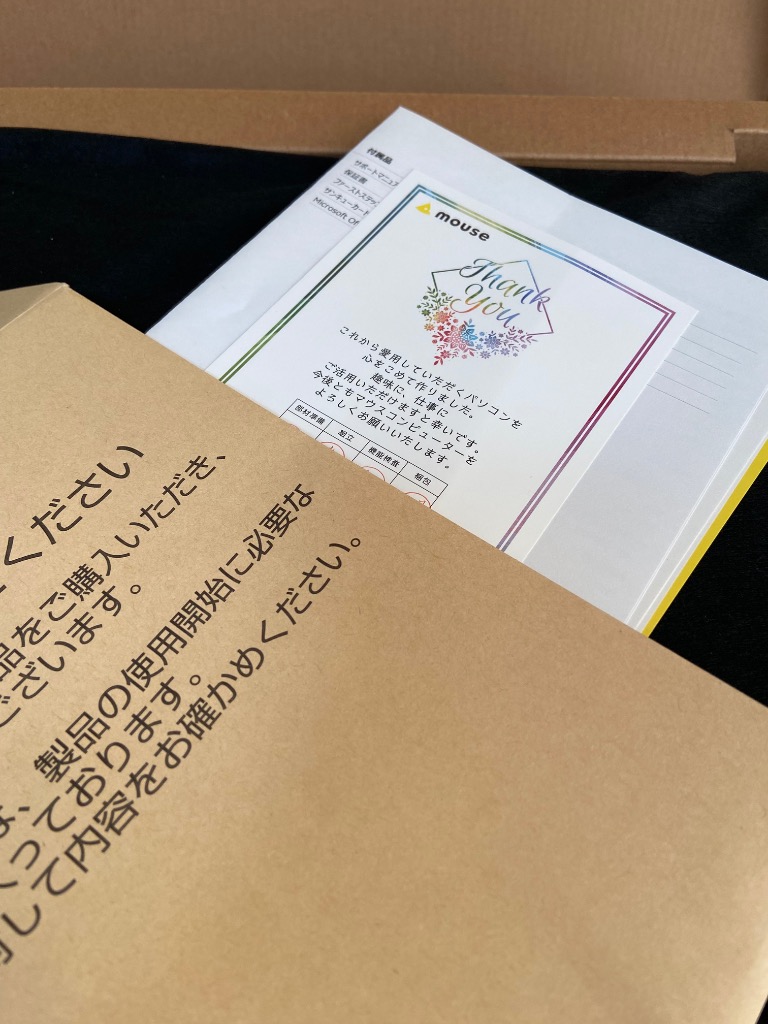 付属品
サポートマニュ
保証書
ファーストステッ
サンキューカード
Microsoft Of
mouse
Thank
You
これから愛用していただくパソコンを
心をこめて作りました。
趣味に、仕事に
ご活用いただけますと幸いです。
今後ともマウスコンピューターを
よろしくお願いいたします。
部材準備 組立 機能検査 梱包
ください
品をご購入いただき、
ございます。
製品の使用開始に必要な
っております。
して内容をお確かめください。